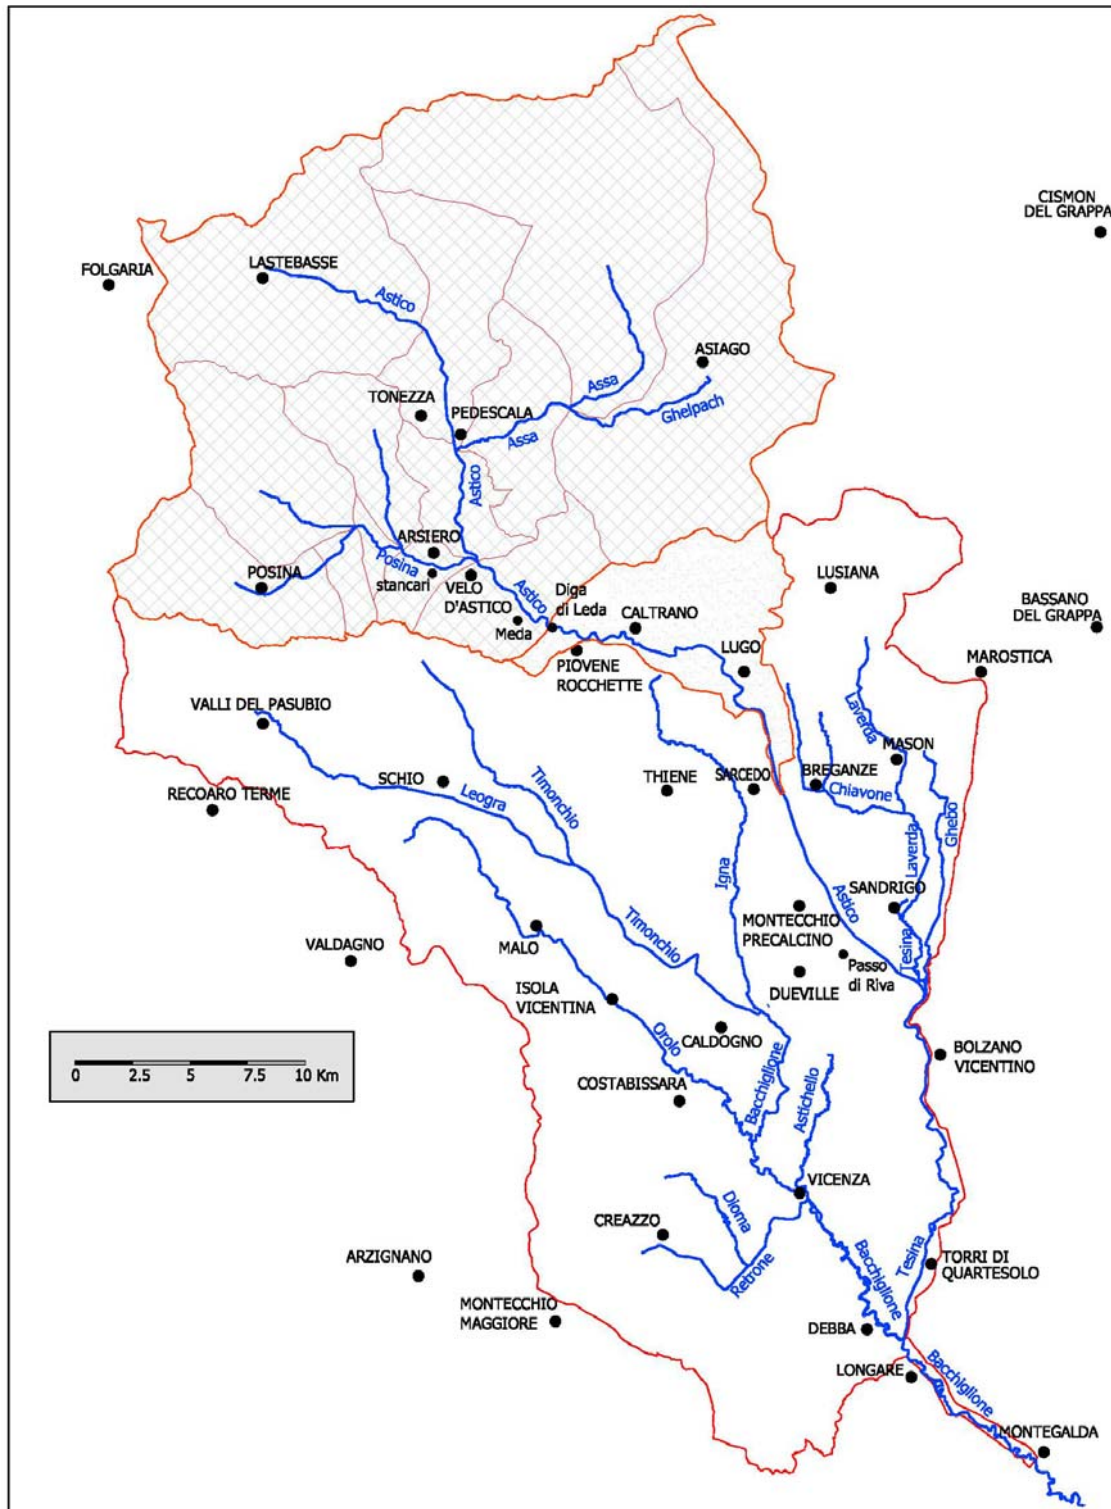 CISMON
DEL GRAPPA
FOLGARIA
LASTEBASSE
Astico
ASIAGO
Assa
TONEZZA
Ghelpach
PEDESCALA
Assa
Astico
ARSIERO
Posina
POSINA
stancari
VELO
D'ASTICO
Astico
Meda
Diga
di Leda
CALTRANO
LUSIANA
BASSANO
DEL GRAPPA
PIOVENE
ROCCHETTE
LUGO
MAROSTICA
VALLI DEL PASUBIO
Laverda
MASON
SCHIO
Leogra
Timonchio
THIENE
SARCEDO
BREGANZE
Chiavone
RECOARO TERME
Ghebo
Igna
Laverda
SANDRIGO
Astico
MONTECCHIO
PRECALCINO
Timonchio
MALO
VALDAGNO
Tesina
Passo
di Riva
DUEVILLE
ISOLA
VICENTINA
Orolo
CALDOGNO
BOLZANO
VICENTINO
0 2.5 5 7.5 10 Km
COSTABISSARA
Bacchiglione
Astichello
VICENZA
Dioma
CREAZZO
Retrone
Bacchiglione
Tesina
TORRI DI
QUARTESOLO
ARZIGNANO
MONTECCHIO
MAGGIORE
DEBBA
LONGARE
Bacchiglione
MONTEGALDA